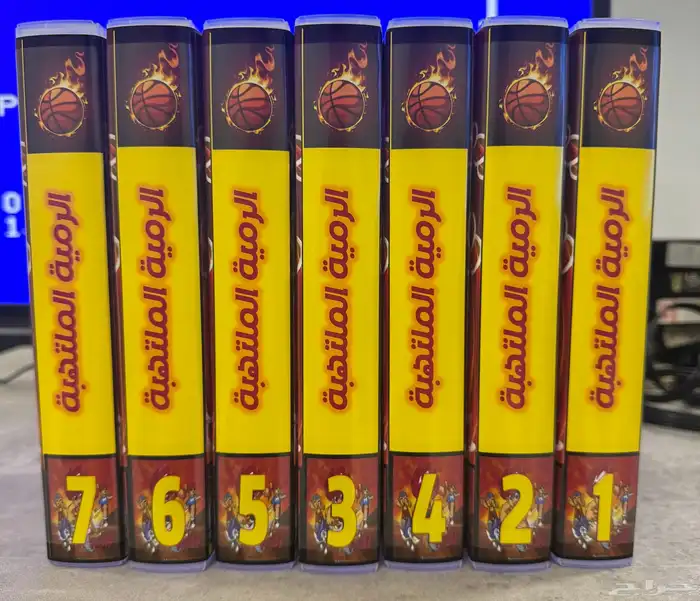 الرمية الملتهبة
1
الرمية الملتهبة
2
الرمية الملتهبة
4
الرمية الملتهبة
3
الرمية الملتهبة
5
الرمية الملتهبة
6
الرمية الملتهبة
7
حراج